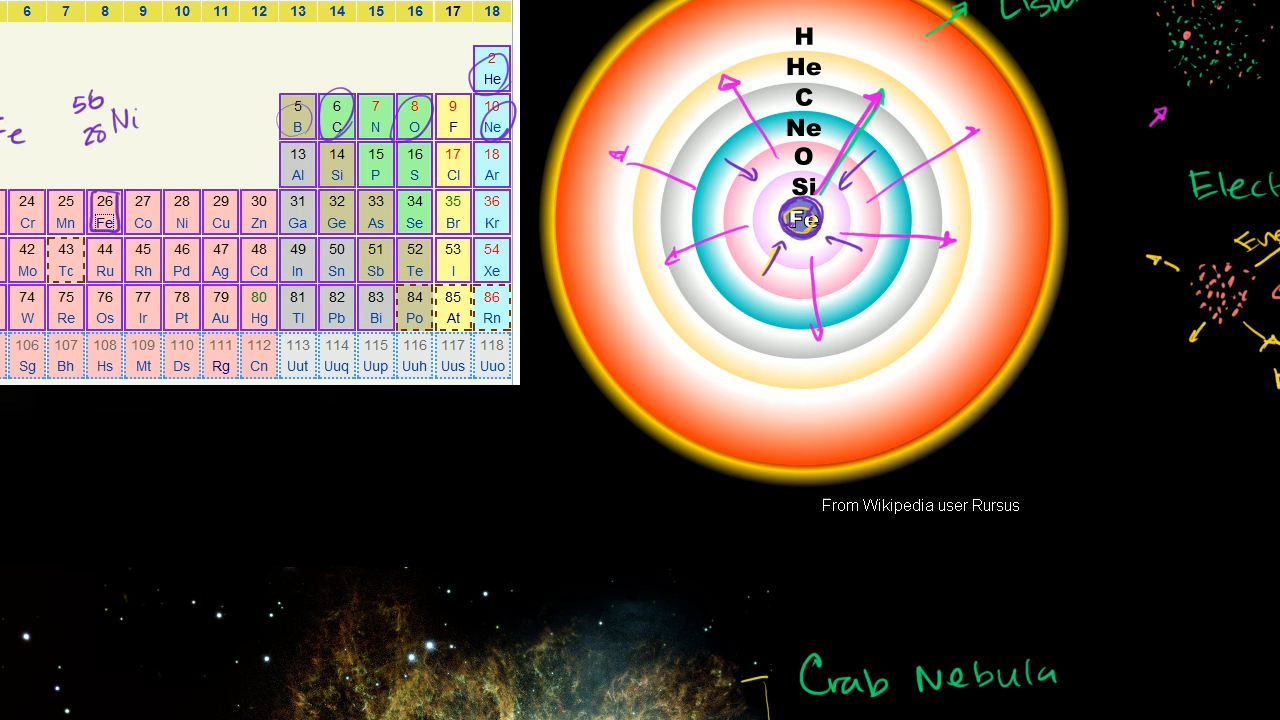 6 7 8 9 10 11 12 13 14 15 16 17 18
2
He
5 6 7 8 9 10
B C N O F Ne
13 14 15 16 17 18
Al Si P S Cl Ar
24 25 26 27 28 29 30 31 32 33 34 35 36
Cr Mn Fe Co Ni Cu Zn Ga Ge As Se Br Kr
42 43 44 45 46 47 48 49 50 51 52 53 54
Mo Tc Ru Rh Pd Ag Cd In Sn Sb Te I Xe
74 75 76 77 78 79 80 81 82 83 84 85 86
W Re Os Ir Pt Au Hg Tl Pb Bi Po At Rn
106 107 108 109 110 111 112 113 114 115 116 117 118
Sg Bh Hs Mt Ds Rg Cn Uut Uuq Uup Uuh Uus Uuo
Fe
56
28 Ni
H
He
C
Ne
O
Si
Fe
Elect
From Wikipedia user Rursus
Crab Nebula